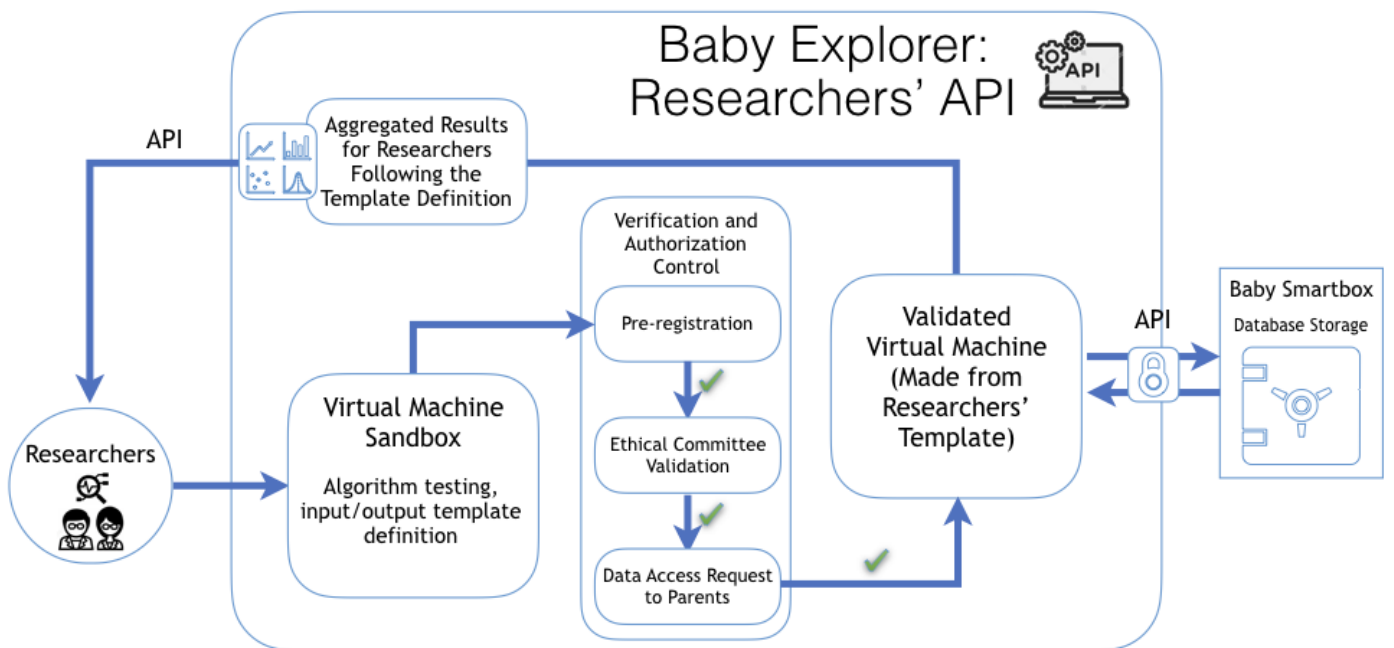 Baby Explorer:
Researchers' API
API
API
Aggregated Results
for Researchers
Following the
Template Definition
Verification and
Authorization
Control
Pre-registration
Ethical Committee
Validation
Data Access Request
to Parents
Researchers
Virtual Machine
Sandbox
Algorithm testing,
input/output template
definition
Validated
Virtual Machine
(Made from
Researchers'
Template)
API
Baby Smartbox
Database Storage